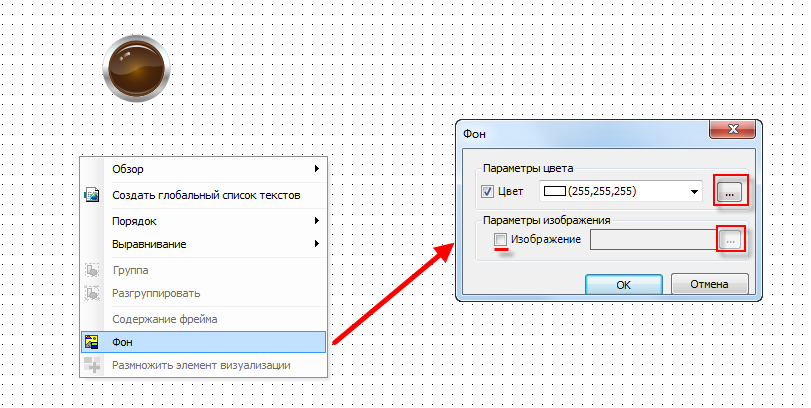 Обзор
Создать глобальный список текстов
Порядок
Выравнивание
Группа
Разгруппировать
Содержание фрейма
Фон
Размножить элемент визуализации
Фон
Параметры цвета
Цвет (255,255,255) ...
Параметры изображения
Изображение ...
OK Отмена